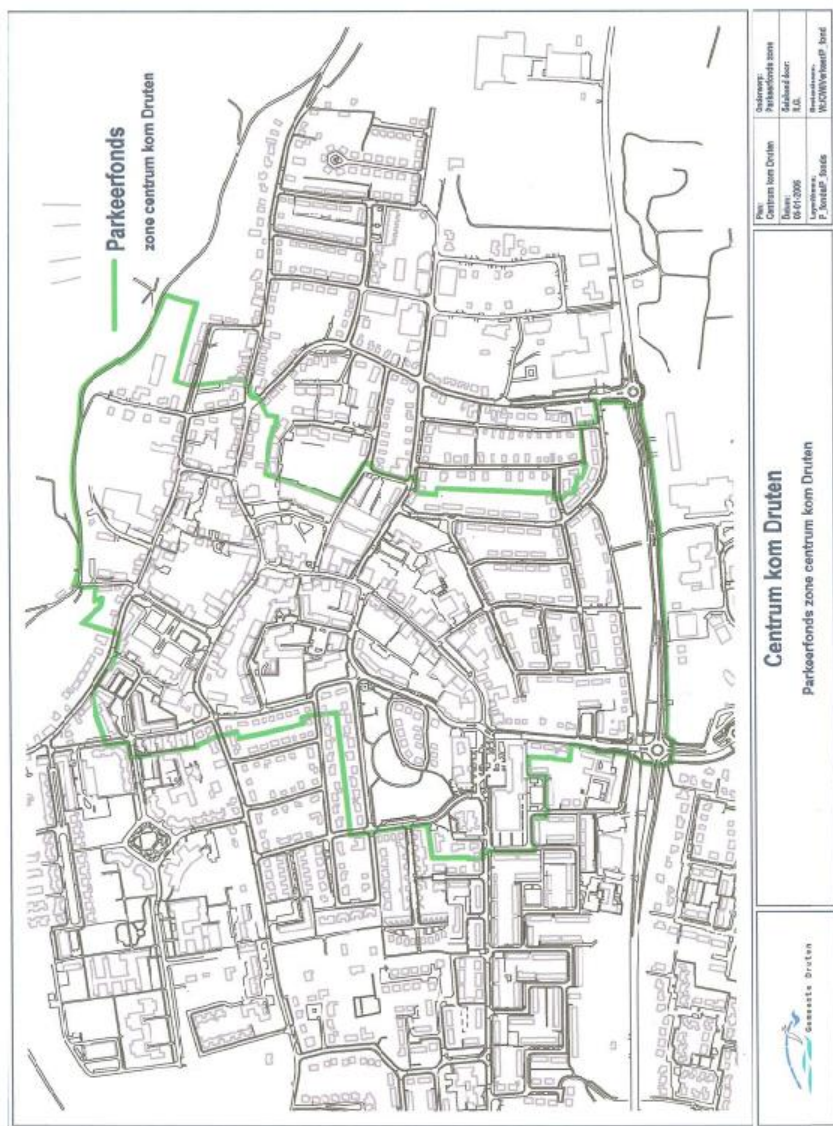 Parkeerfonds
zone centrum kom Druten
Gemeente Druten
Centrum kom Druten
Parkeerfonds zone centrum kom Druten
Plan:
Centrum kom Druten
Onderwerp:
Parkeerfonds zone
Datum:
Getekend door:
R.G.